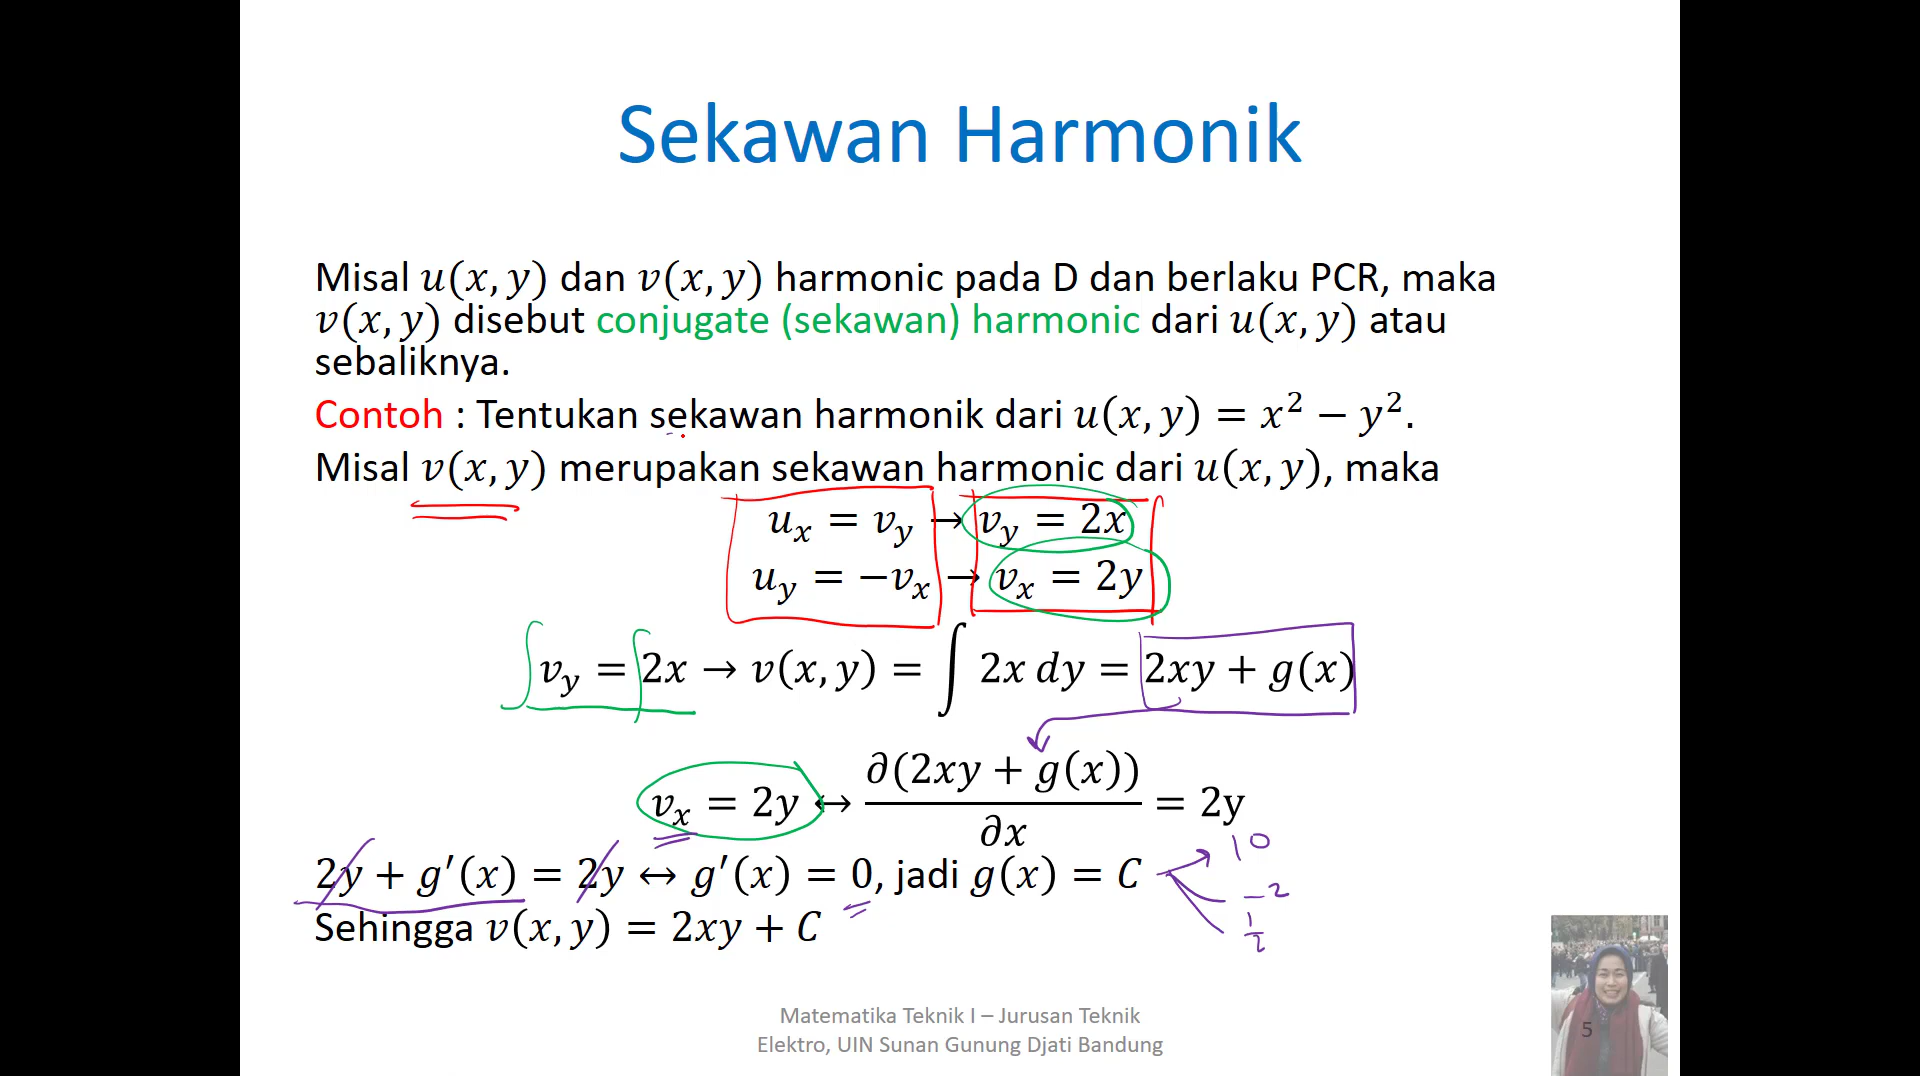 Sekawan Harmonik
Misal u(x, y) dan v(x, y) harmonic pada D dan berlaku PCR, maka
v(x, y) disebut conjugate (sekawan) harmonic dari u(x, y) atau
sebaliknya.
Contoh : Tentukan sekawan harmonik dari u(x, y) = x² − y².
Misal v(x, y) merupakan sekawan harmonic dari u(x, y), maka
uₓ = v_y → v_y = 2x
u_y = −vₓ → vₓ = 2y
v_y = 2x → v(x, y) = ∫ 2x dy = 2xy + g(x)
vₓ = 2y ↔ ∂(2xy + g(x))/∂x = 2y
10
2y + g′(x) = 2y ↔ g′(x) = 0, jadi g(x) = C
−2
1/2
Sehingga v(x, y) = 2xy + C
Matematika Teknik I – Jurusan Teknik
Elektro, UIN Sunan Gunung Djati Bandung
5